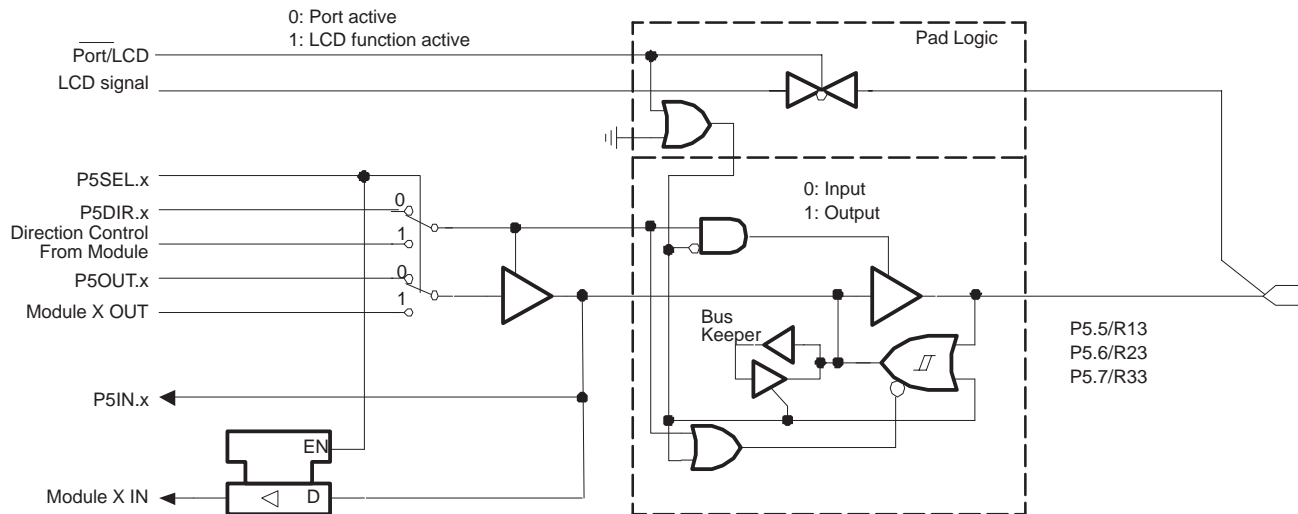 0: Port active
1: LCD function active
Port/LCD
LCD signal
Pad Logic
P5SEL.x
0
P5DIR.x
Direction Control
From Module
1
P5OUT.x
0
Module X OUT
1
0: Input
1: Output
Bus
Keeper
P5.5/R13
P5.6/R23
P5.7/R33
P5IN.x
EN
Module X IN
D